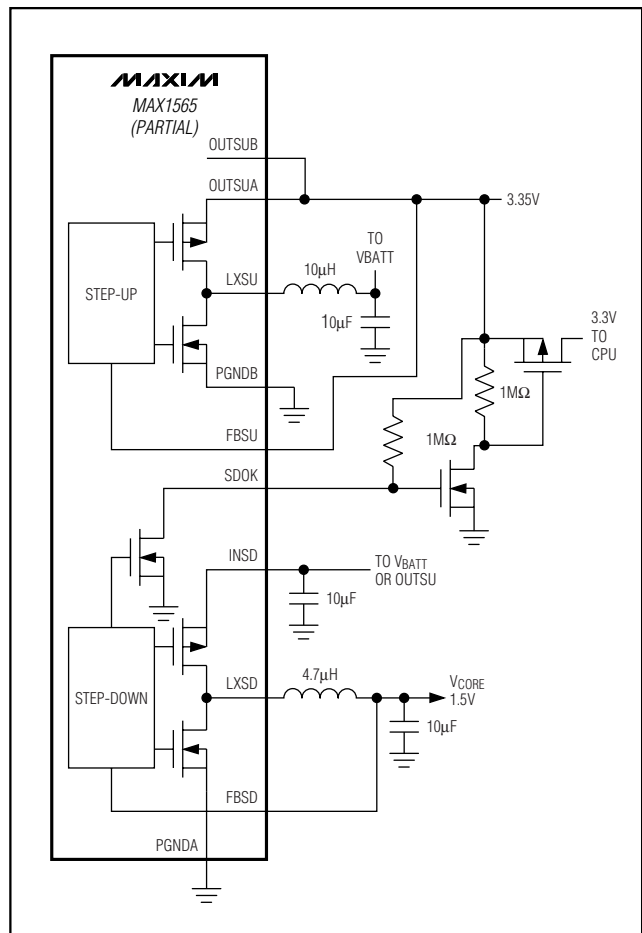 MAXIM
MAX1565
(PARTIAL)
OUTSUB
OUTSUA
3.35V
TO
VBATT
STEP-UP
LXSU
10µH
10µF
3.3V
TO
CPU
PGNDB
1MΩ
FBSU
1MΩ
SDOK
INSD
TO VBATT
OR OUTSU
10µF
STEP-DOWN
LXSD
4.7µH
VCORE
1.5V
10µF
FBSD
PGNDA